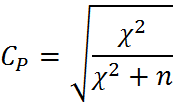 C_P = √(χ² / (χ² + n))